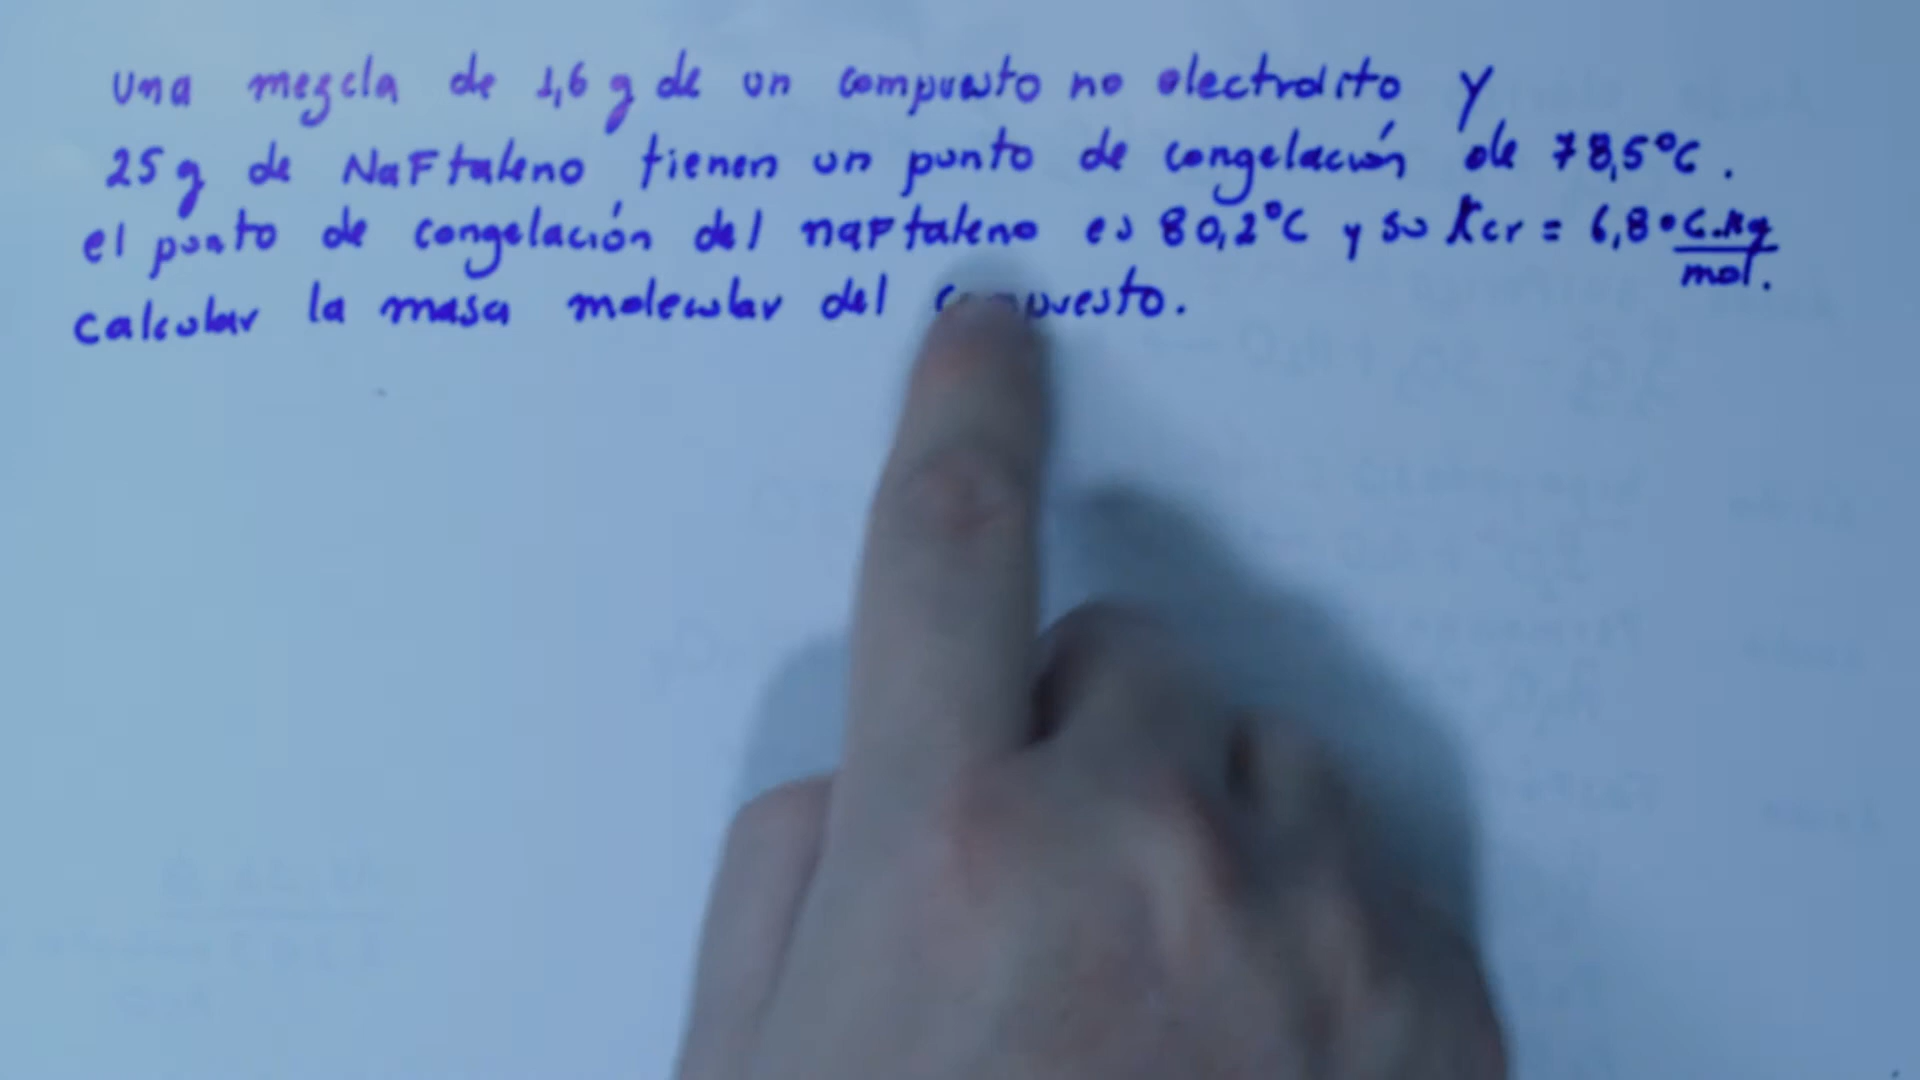 Una mezcla de 1,6 g de un compuesto no electrolito y
25 g de NaFtaleno tienen un punto de congelación de 78,5°C.
el punto de congelación del naftaleno es 80,2°C y su Kcr = 6,8 °C.Kg/mol.
calcular la masa molecular del compuesto.